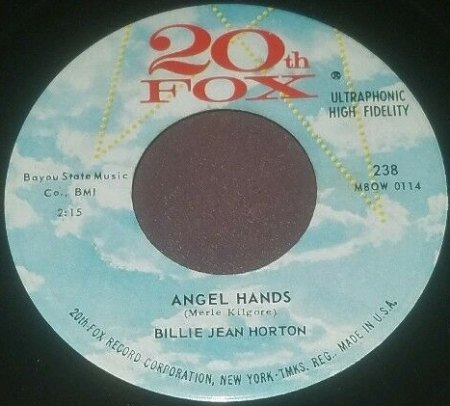 20th
FOX ®
ULTRAPHONIC
HIGH FIDELITY
238
M8OW 0114
Bayou State Music
Co., BMI
2:15
ANGEL HANDS
(Merle Kilgore)
BILLIE JEAN HORTON
20th-FOX RECORD CORPORATION, NEW YORK-TMKS. REG. MADE IN U.S.A.